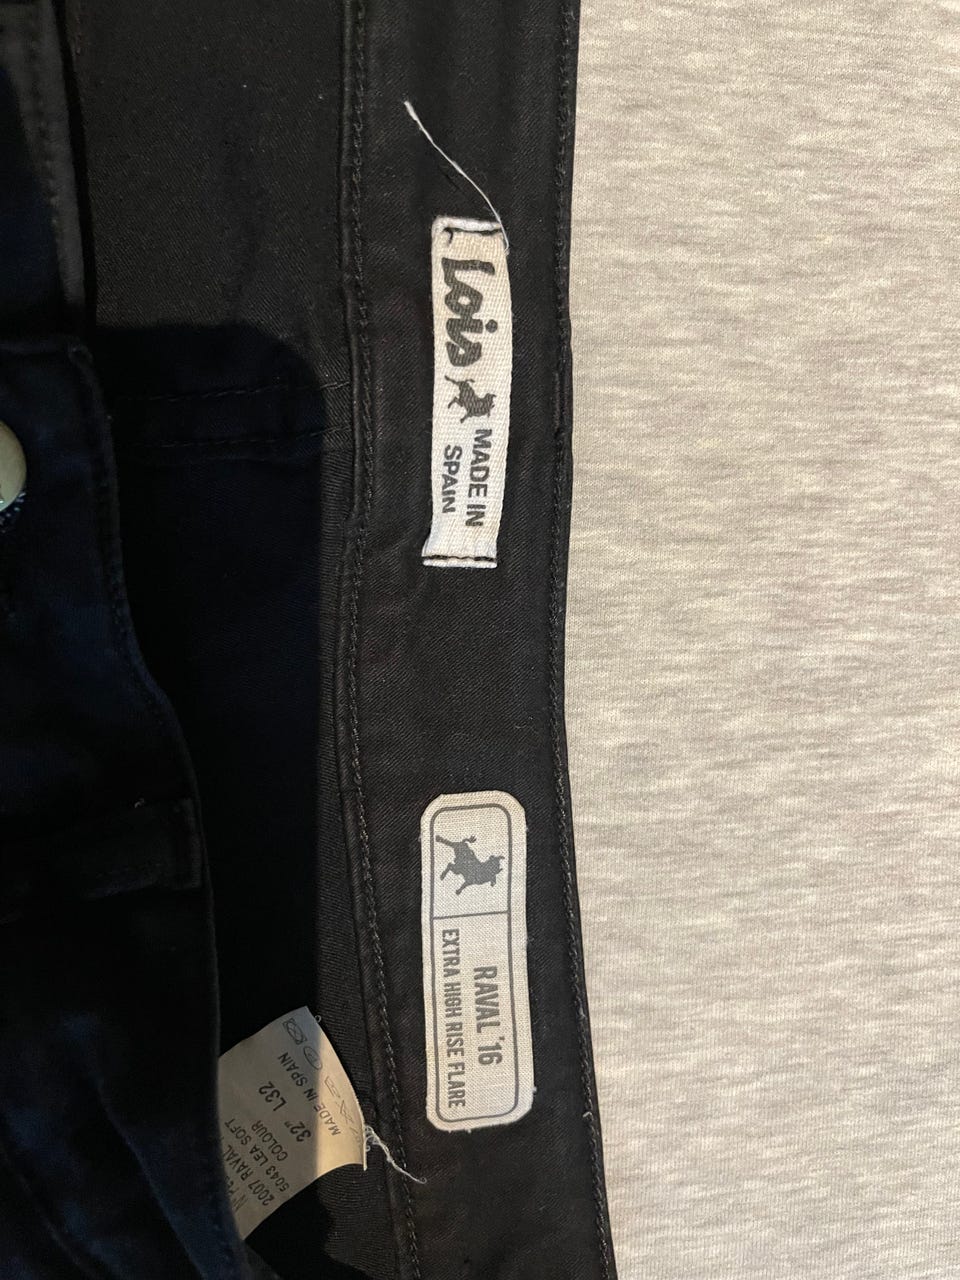 Lois
MADE IN
SPAIN
RAVAL '16
EXTRA HIGH RISE FLARE
2007 RAVAL
5043 LEA SOFT
COLOUR
32" L32
MADE IN SPAIN